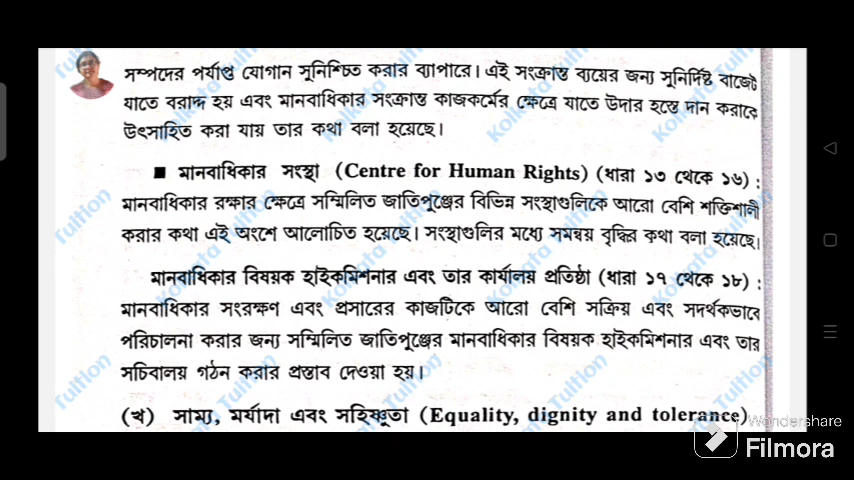 সম্পদের পর্যাপ্ত যোগান সুনিশ্চিত করার ব্যাপারে। এই সংক্রান্ত ব্যয়ের জন্য সুনির্দিষ্ট বাজেট
যাতে বরাদ্দ হয় এবং মানবাধিকার সংক্রান্ত কাজকর্মের ক্ষেত্রে যাতে উদার হস্তে দান করাকে
উৎসাহিত করা যায় তার কথা বলা হয়েছে।
■ মানবাধিকার সংস্থা (Centre for Human Rights) (ধারা ১৩ থেকে ১৬) :
মানবাধিকার রক্ষার ক্ষেত্রে সম্মিলিত জাতিপুঞ্জের বিভিন্ন সংস্থাগুলিকে আরো বেশি শক্তিশালী
করার কথা এই অংশে আলোচিত হয়েছে। সংস্থাগুলির মধ্যে সমন্বয় বৃদ্ধির কথা বলা হয়েছে।
মানবাধিকার বিষয়ক হাইকমিশনার এবং তার কার্যালয় প্রতিষ্ঠা (ধারা ১৭ থেকে ১৮) :
মানবাধিকার সংরক্ষণ এবং প্রসারের কাজটিকে আরো বেশি সক্রিয় এবং সদর্থকভাবে
পরিচালনা করার জন্য সম্মিলিত জাতিপুঞ্জের মানবাধিকার বিষয়ক হাইকমিশনার এবং তার
সচিবালয় গঠন করার প্রস্তাব দেওয়া হয়।
(খ) সাম্য, মর্যাদা এবং সহিষ্ণুতা (Equality, dignity and tolerance)
Wondershare
Filmora
Kolkata Tuition